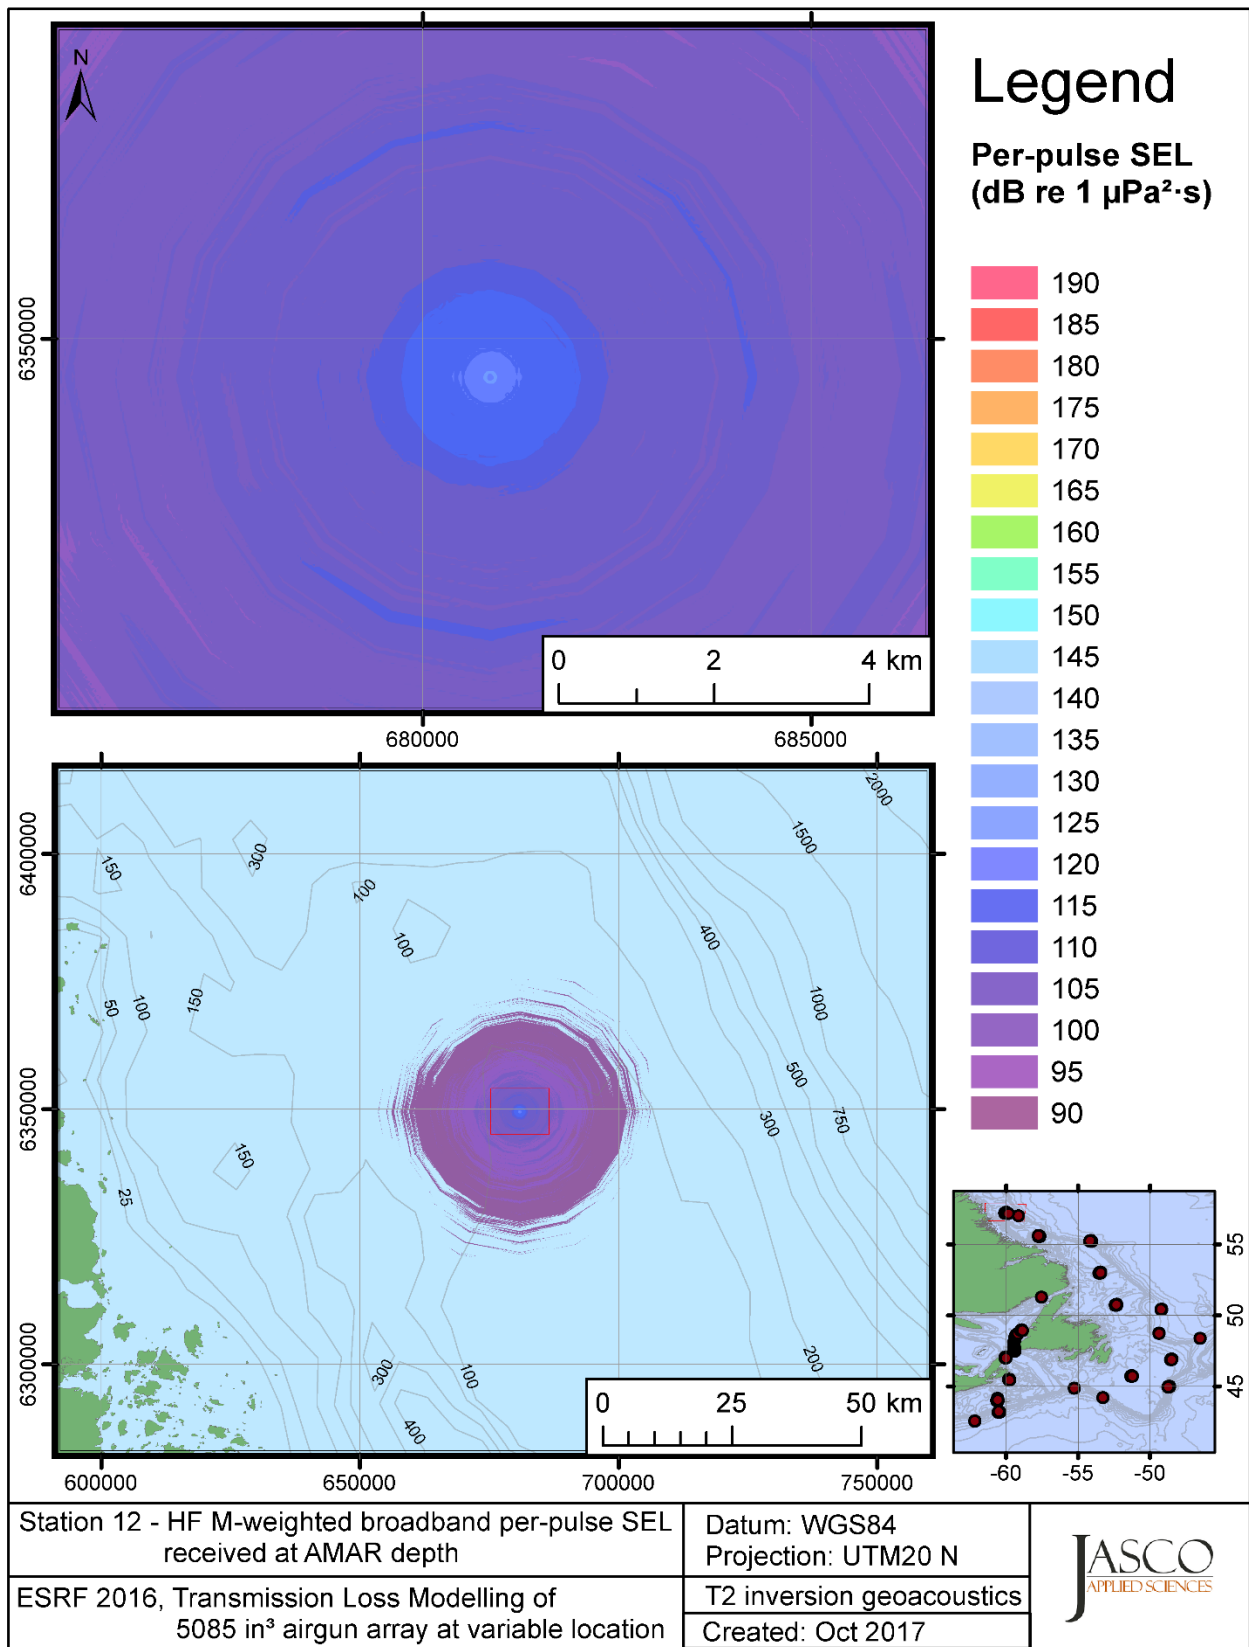 N
6350000
0 2 4 km
680000 685000
Legend
Per-pulse SEL
(dB re 1 µPa²·s)
190
185
180
175
170
165
160
155
150
145
140
135
130
125
120
115
110
105
100
95
90
6400000
6350000
6300000
2000
1500
300
150
100
100
400
150
100
50
1000
500
750
300
150
25
200
300
100
400
0 25 50 km
600000 650000 700000 750000
55
50
45
-60 -55 -50
Station 12 - HF M-weighted broadband per-pulse SEL
received at AMAR depth
ESRF 2016, Transmission Loss Modelling of
5085 in³ airgun array at variable location
Datum: WGS84
Projection: UTM20 N
T2 inversion geoacoustics
Created: Oct 2017
JASCO
APPLIED SCIENCES